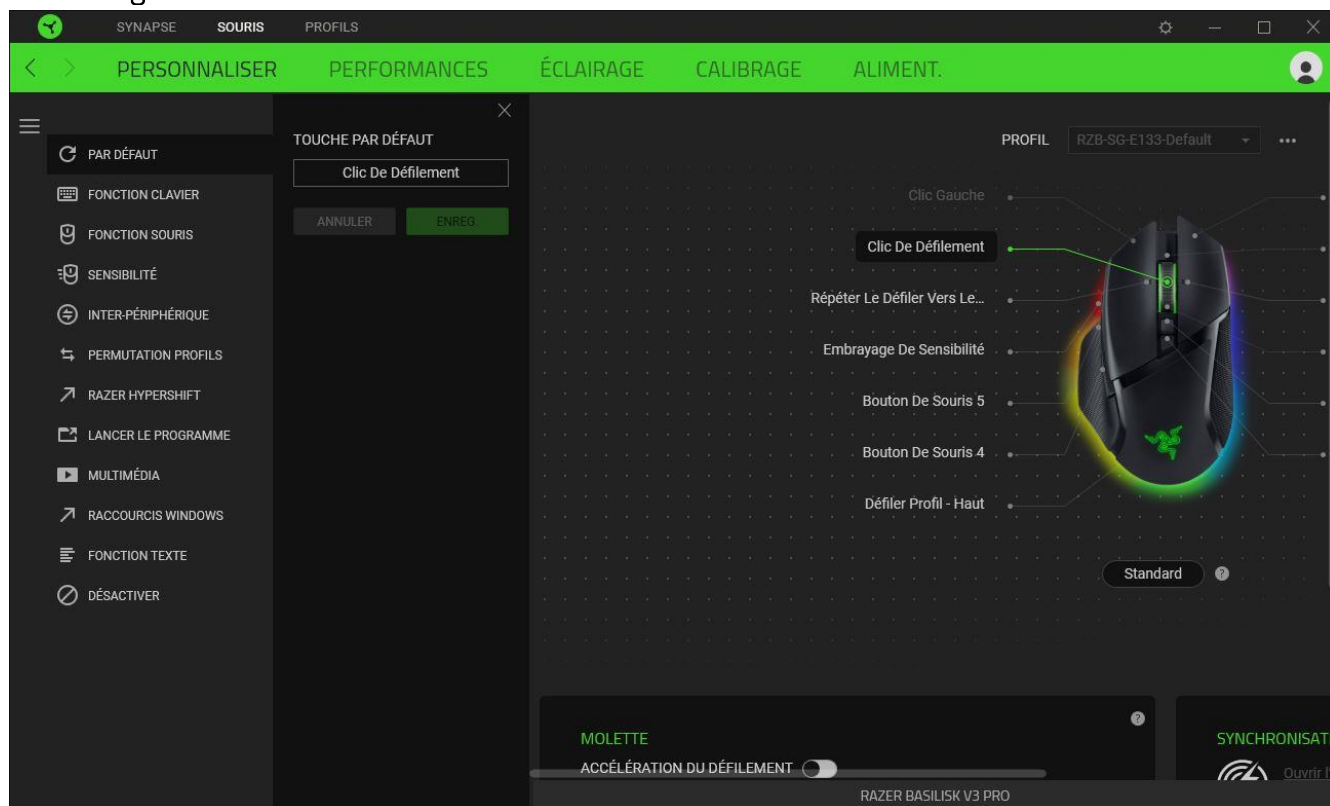 SYNAPSE SOURIS PROFILS
PERSONNALISER PERFORMANCES ÉCLAIRAGE CALIBRAGE ALIMENT.
TOUCHE PAR DÉFAUT
Clic De Défilement
ANNULER ENREG.
PAR DÉFAUT
FONCTION CLAVIER
FONCTION SOURIS
SENSIBILITÉ
INTER-PÉRIPHÉRIQUE
PERMUTATION PROFILS
RAZER HYPERSHIFT
LANCER LE PROGRAMME
MULTIMÉDIA
RACCOURCIS WINDOWS
FONCTION TEXTE
DÉSACTIVER
PROFIL RZB-SG-E133-Default
Clic Gauche
Clic De Défilement
Répéter Le Défiler Vers Le…
Embrayage De Sensibilité
Bouton De Souris 5
Bouton De Souris 4
Défiler Profil - Haut
Standard ?
MOLETTE ?
ACCÉLÉRATION DU DÉFILEMENT
SYNCHRONISAT
Ouvrir l'
RAZER BASILISK V3 PRO